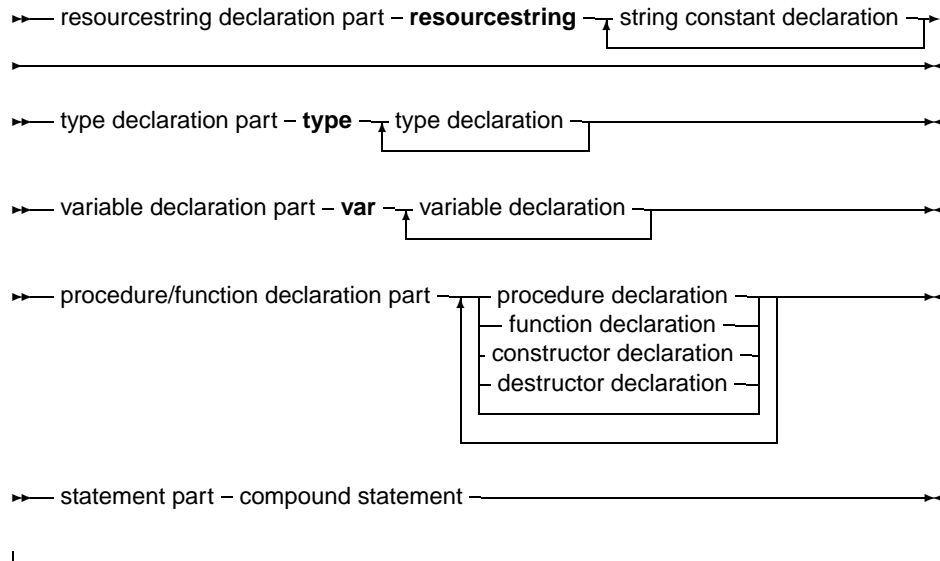 resourcestring declaration part resourcestring string constant declaration
type declaration part type type declaration
variable declaration part var variable declaration
procedure/function declaration part procedure declaration
function declaration
constructor declaration
destructor declaration
statement part compound statement